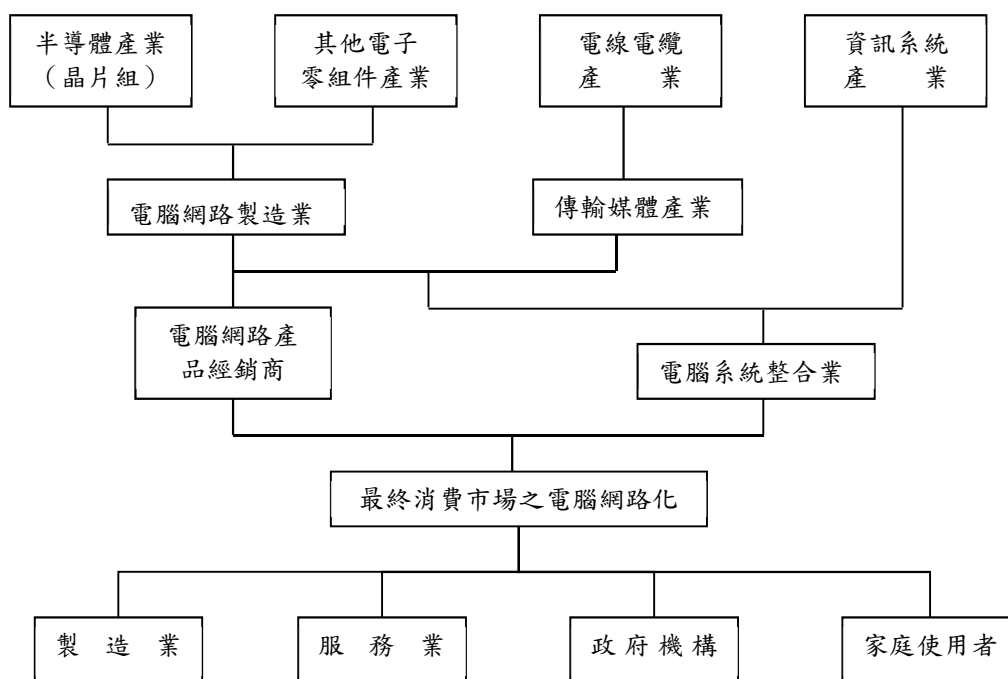 半導體產業
（晶片組）
其他電子
零組件產業
電線電纜
產業
資訊系統
產業
電腦網路製造業
傳輸媒體產業
電腦網路產
品經銷商
電腦系統整合業
最終消費市場之電腦網路化
製造業
服務業
政府機構
家庭使用者